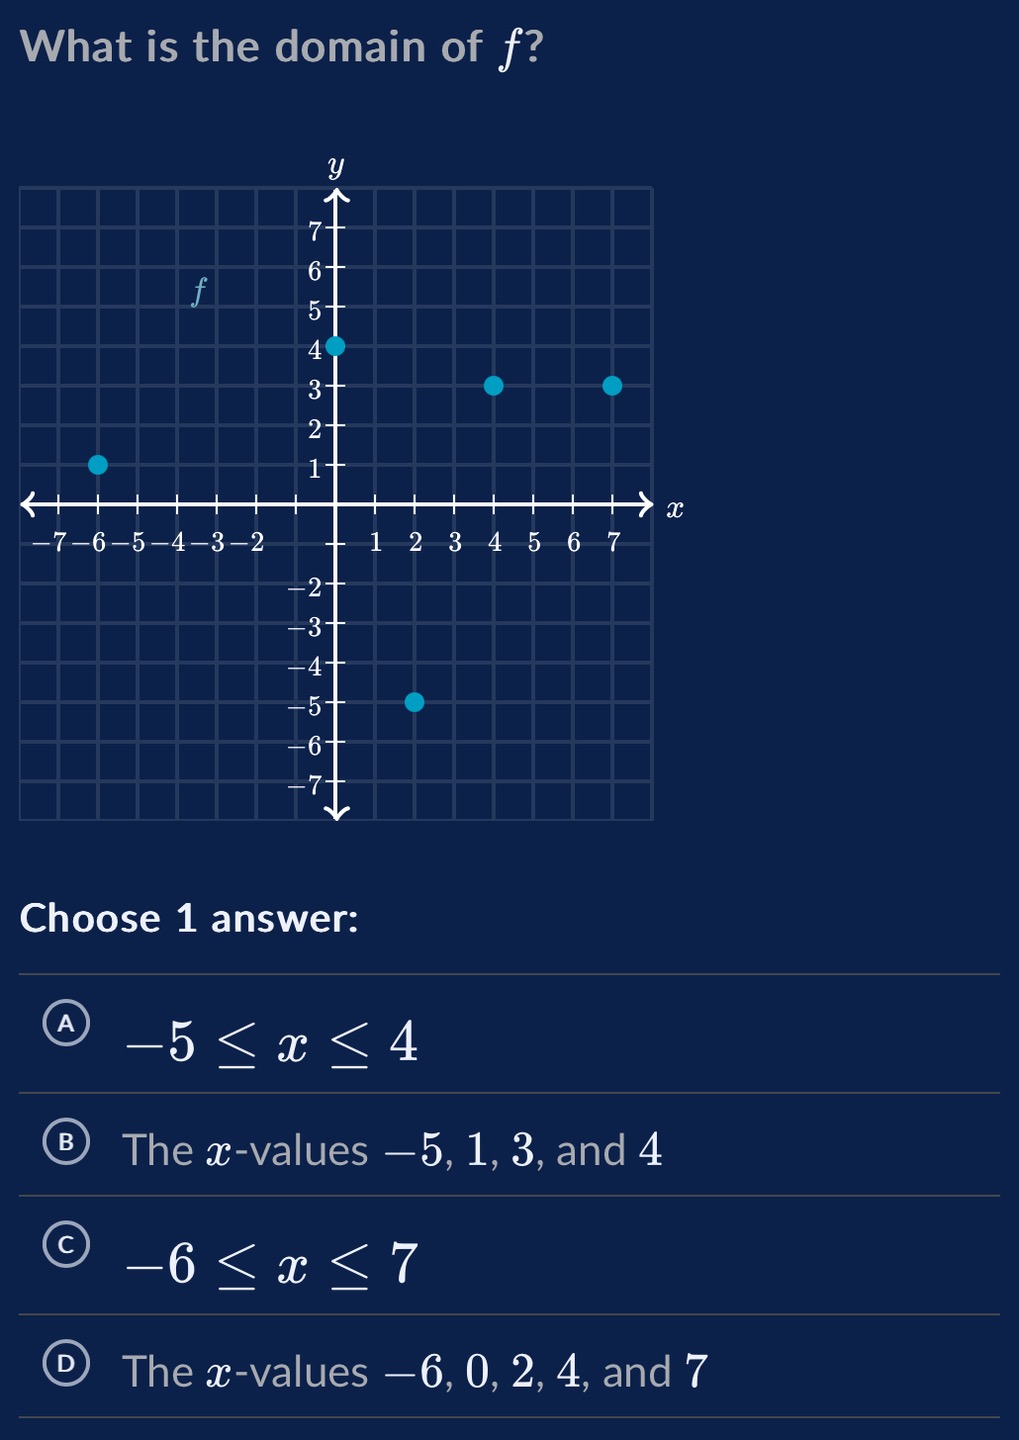 What is the domain of f?
y
7
6
f
5
4
3
2
1
x
−7 −6 −5 −4 −3 −2 1 2 3 4 5 6 7
−2
−3
−4
−5
−6
−7
Choose 1 answer:
A −5 ≤ x ≤ 4
B The x-values −5, 1, 3, and 4
C −6 ≤ x ≤ 7
D The x-values −6, 0, 2, 4, and 7